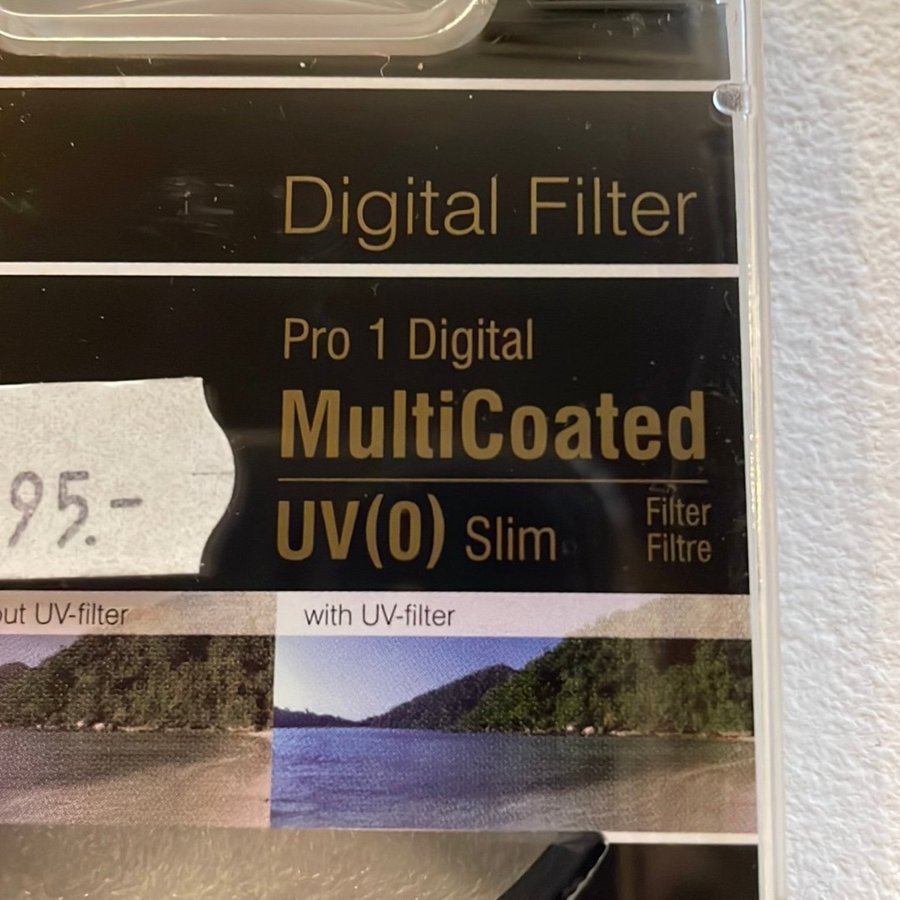 Digital Filter
Pro 1 Digital
MultiCoated
UV(0) Slim
Filter
Filtre
95.-
UV-filter
with UV-filter